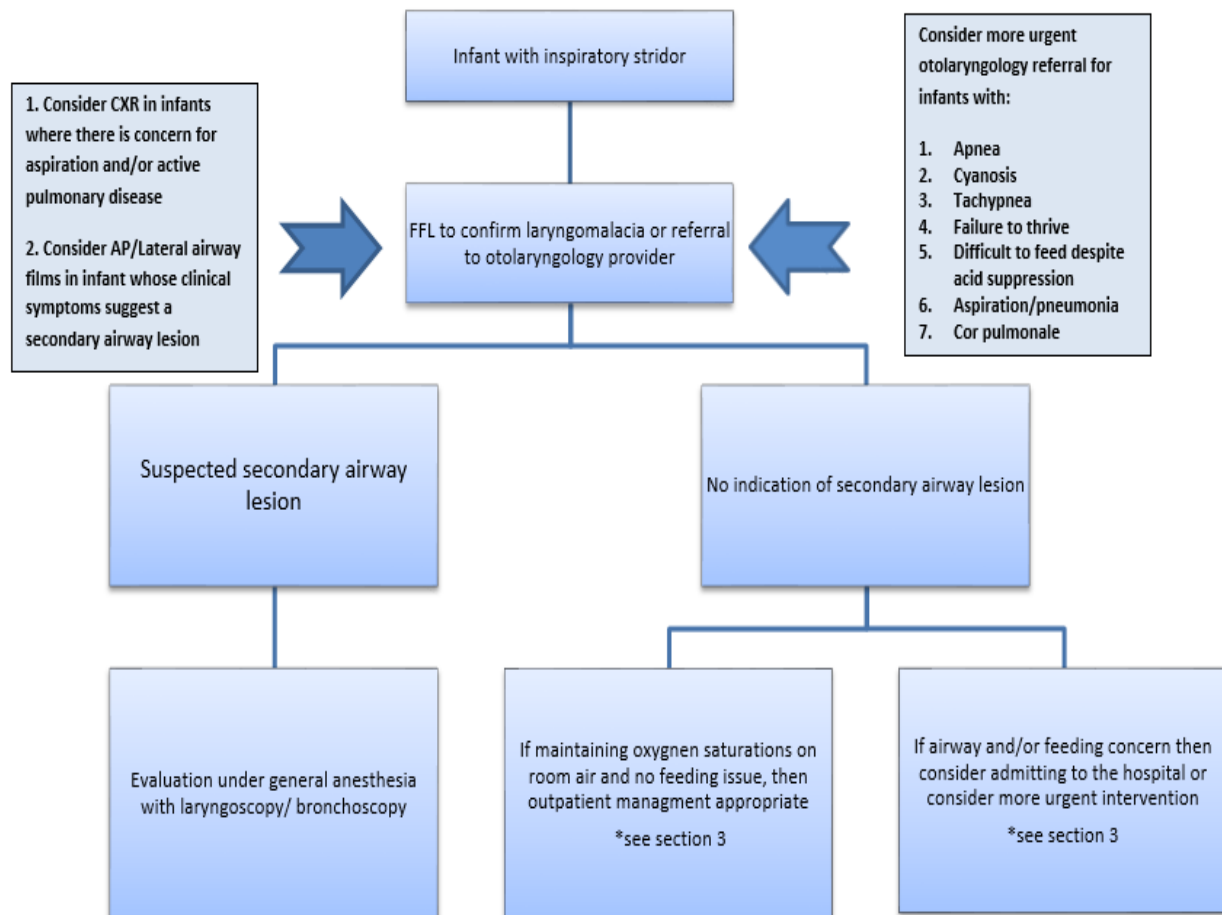 Infant with inspiratory stridor
1. Consider CXR in infants
where there is concern for
aspiration and/or active
pulmonary disease
2. Consider AP/Lateral airway
films in infant whose clinical
symptoms suggest a
secondary airway lesion
FFL to confirm laryngomalacia or referral
to otolaryngology provider
Consider more urgent
otolaryngology referral for
infants with:
1. Apnea
2. Cyanosis
3. Tachypnea
4. Failure to thrive
5. Difficult to feed despite
acid suppression
6. Aspiration/pneumonia
7. Cor pulmonale
Suspected secondary airway
lesion
No indication of secondary airway lesion
Evaluation under general anesthesia
with laryngoscopy/ bronchoscopy
If maintaining oxygnen saturations on
room air and no feeding issue, then
outpatient managment appropriate
*see section 3
If airway and/or feeding concern then
consider admitting to the hospital or
consider more urgent intervention
*see section 3